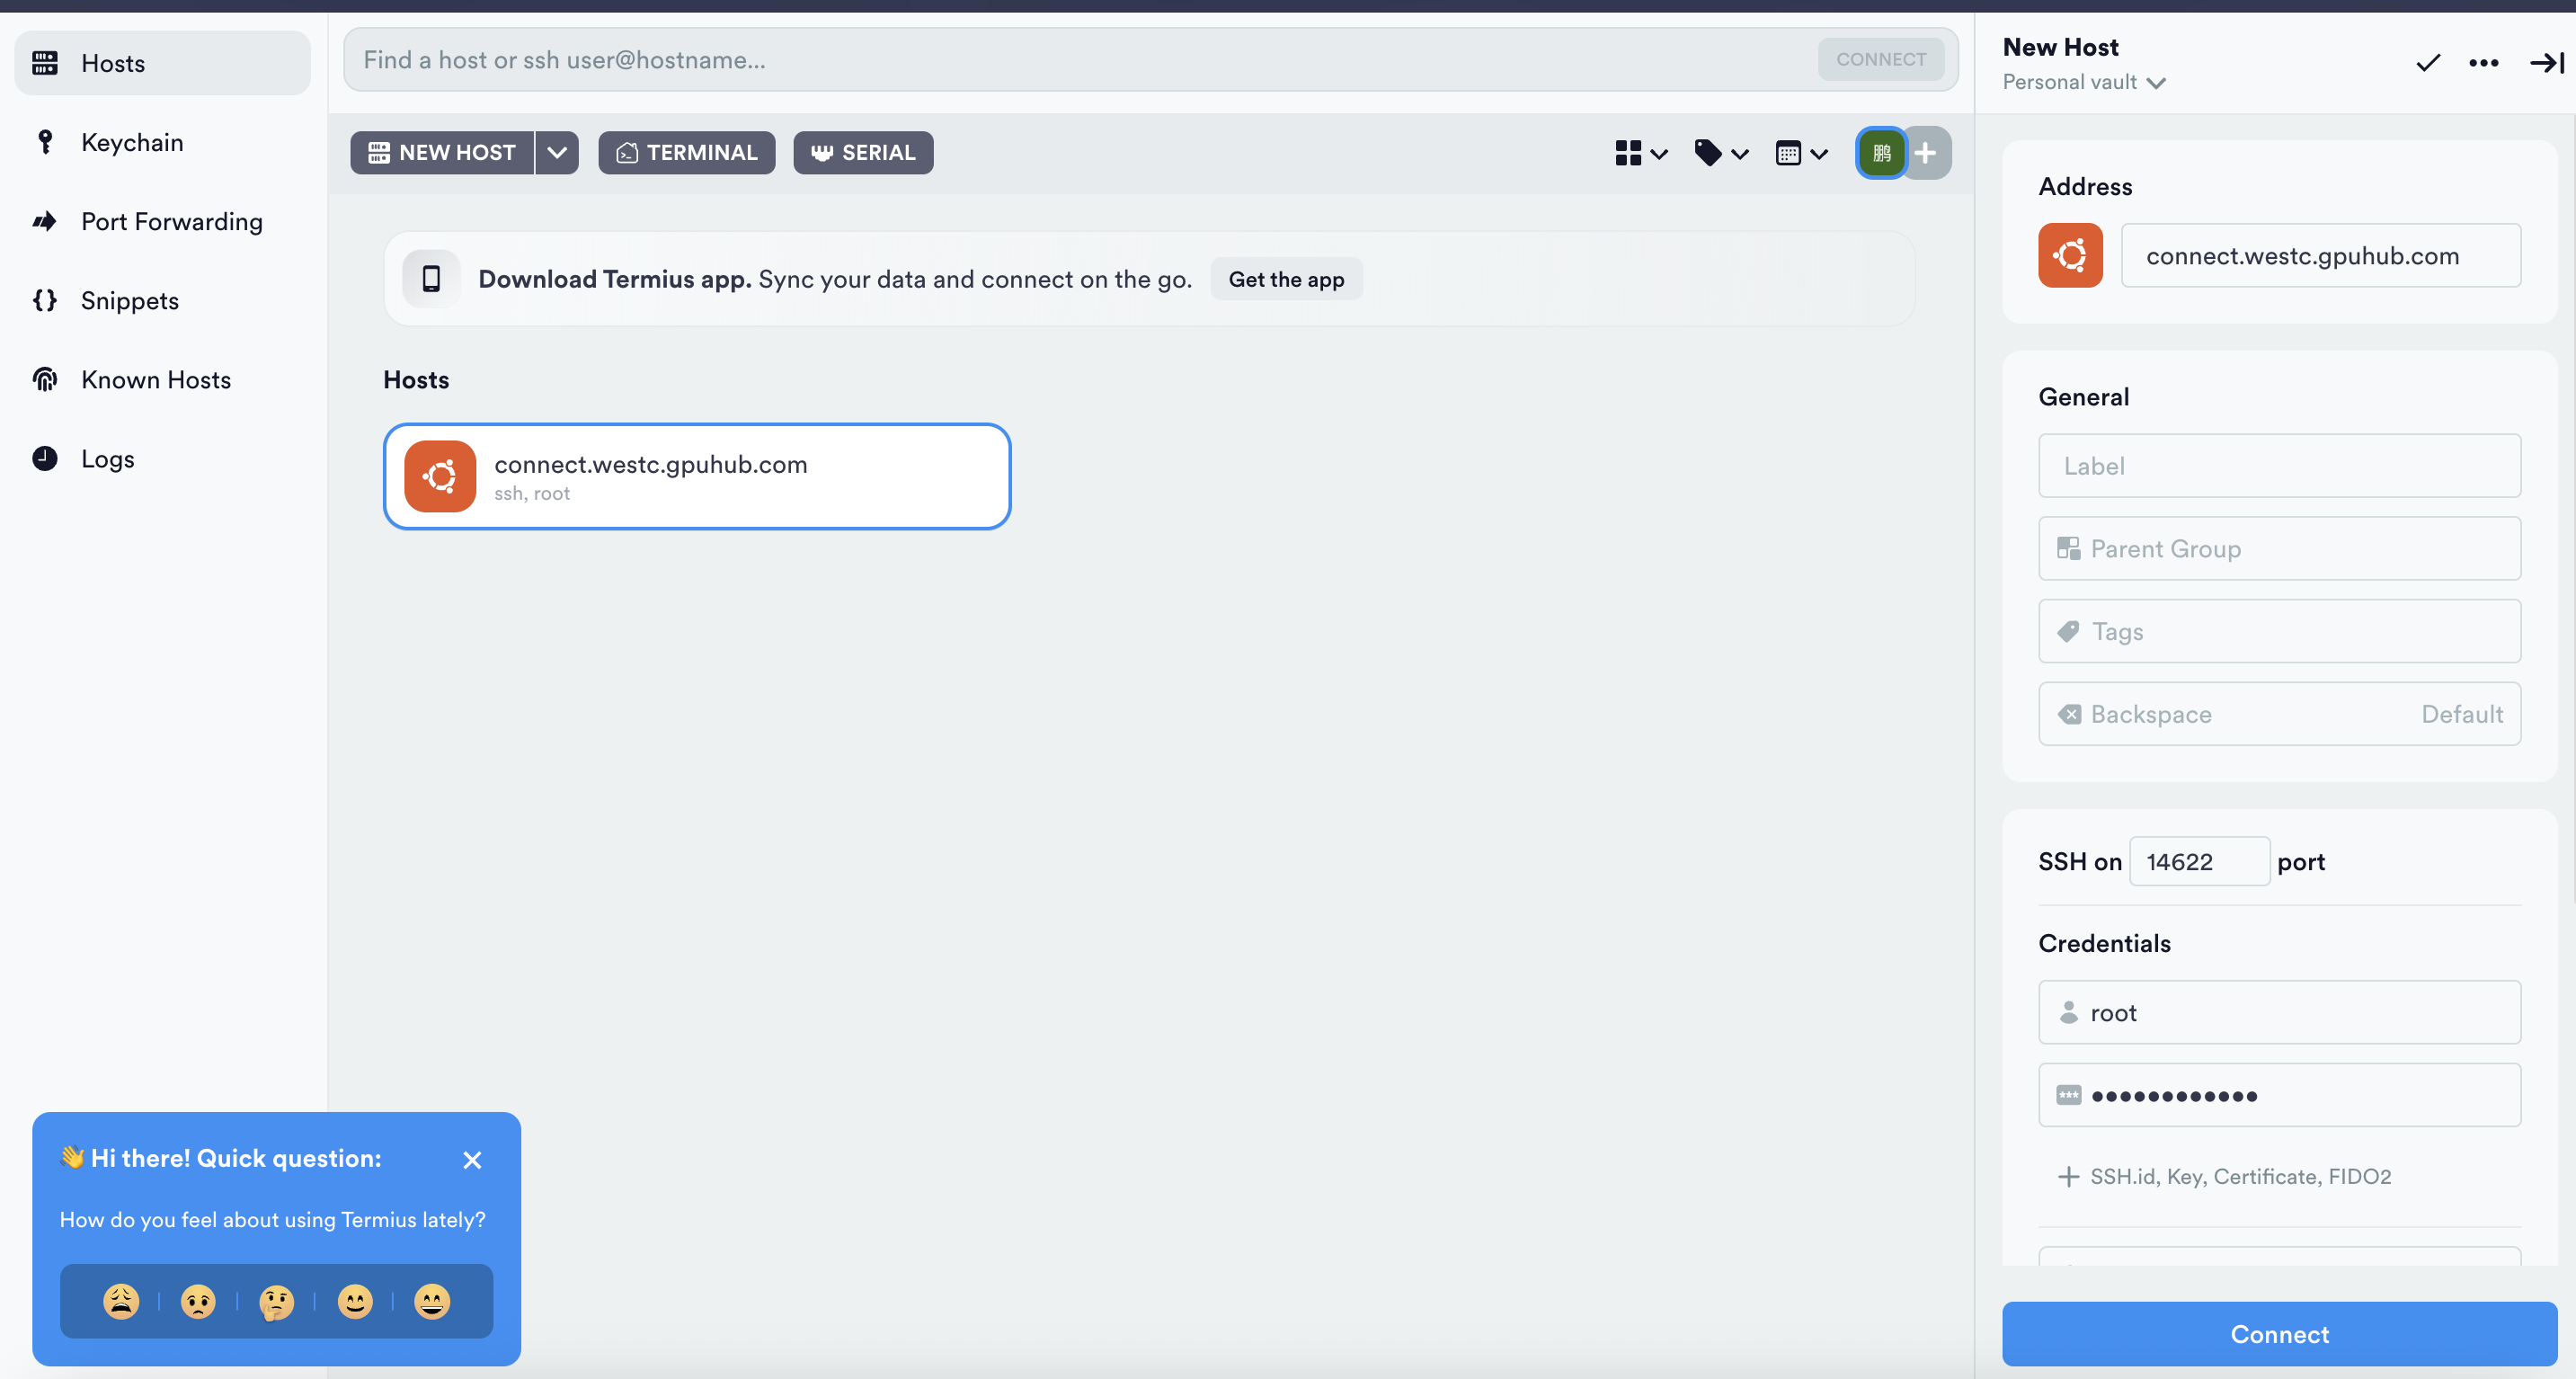 Hosts
Keychain
Port Forwarding
Snippets
Known Hosts
Logs
Find a host or ssh user@hostname...
CONNECT
NEW HOST
TERMINAL
SERIAL
鹏
Download Termius app. Sync your data and connect on the go.
Get the app
Hosts
connect.westc.gpuhub.com
ssh, root
👋 Hi there! Quick question:
How do you feel about using Termius lately?
New Host
Personal vault
Address
connect.westc.gpuhub.com
General
Label
Parent Group
Tags
Backspace Default
SSH on 14622 port
Credentials
root
••••••••••••
SSH.id, Key, Certificate, FIDO2
Connect